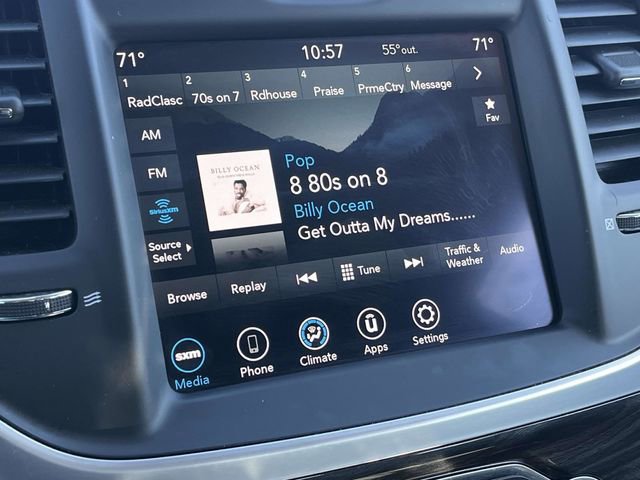 71° 10:57 55°out. 71°
1 2 3 4 5 6
RadClasc 70s on 7 Rdhouse Praise PrmeCtry Message
AM
Fav
Pop
FM
BILLY OCEAN
8 80s on 8
SiriusXM
Billy Ocean
Get Outta My Dreams......
Source
Select
Browse Replay Tune Traffic & Weather Audio
sxm
Media Phone Climate Apps Settings